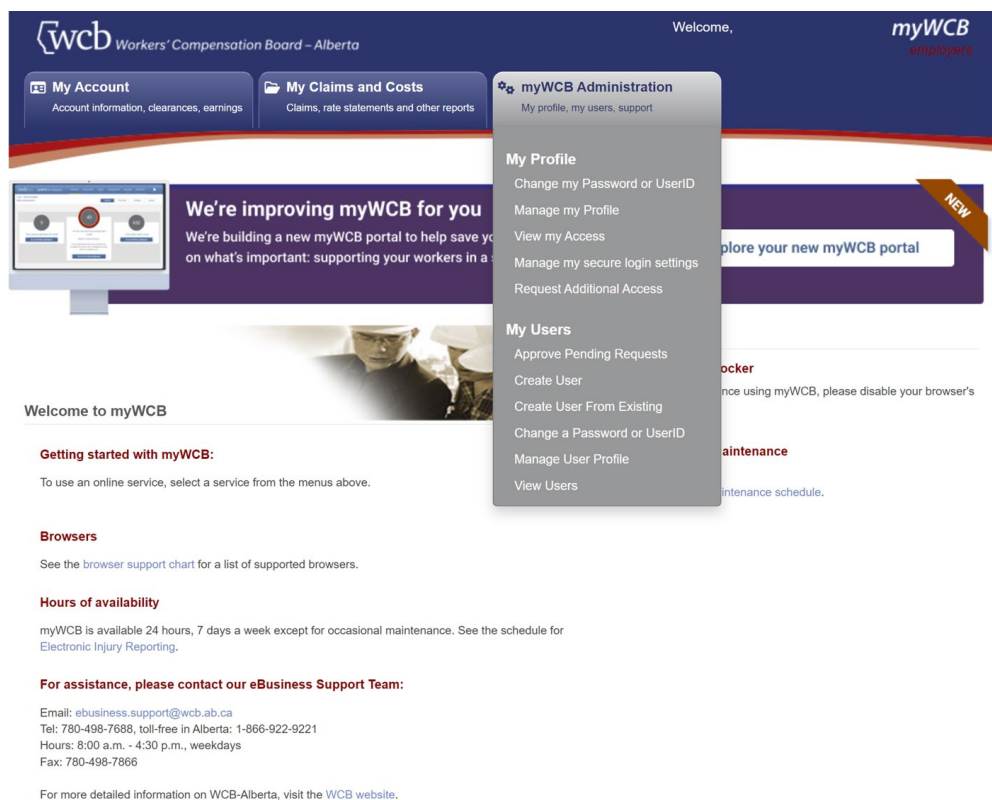 wcb Workers' Compensation Board – Alberta
Welcome,
myWCB
employers
My Account
Account information, clearances, earnings
My Claims and Costs
Claims, rate statements and other reports
myWCB Administration
My profile, my users, support
My Profile
Change my Password or UserID
Manage my Profile
View my Access
Manage my secure login settings
Request Additional Access
My Users
Approve Pending Requests
Create User
Create User From Existing
Change a Password or UserID
Manage User Profile
View Users
We're improving myWCB for you
We're building a new myWCB portal to help save
on what's important: supporting your workers in a
plore your new myWCB portal
NEW
ocker
nce using myWCB, please disable your browser's
aintenance
intenance schedule.
Welcome to myWCB
Getting started with myWCB:
To use an online service, select a service from the menus above.
Browsers
See the browser support chart for a list of supported browsers.
Hours of availability
myWCB is available 24 hours, 7 days a week except for occasional maintenance. See the schedule for
Electronic Injury Reporting.
For assistance, please contact our eBusiness Support Team:
Email: ebusiness.support@wcb.ab.ca
Tel: 780-498-7688, toll-free in Alberta: 1-866-922-9221
Hours: 8:00 a.m. - 4:30 p.m., weekdays
Fax: 780-498-7866
For more detailed information on WCB-Alberta, visit the WCB website.